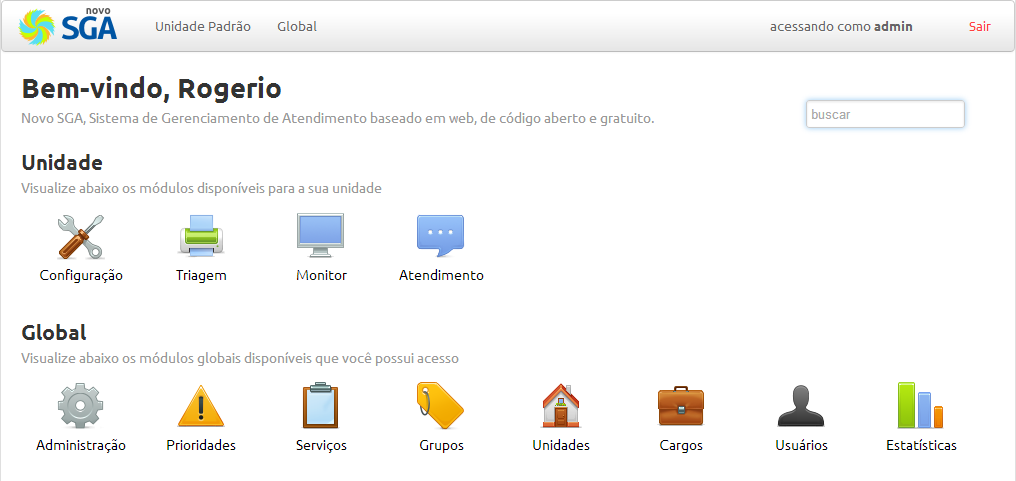 novo
SGA
Unidade Padrão Global acessando como admin Sair
Bem-vindo, Rogerio
Novo SGA, Sistema de Gerenciamento de Atendimento baseado em web, de código aberto e gratuito.
buscar
Unidade
Visualize abaixo os módulos disponíveis para a sua unidade
Configuração Triagem Monitor Atendimento
Global
Visualize abaixo os módulos globais disponíveis que você possui acesso
Administração Prioridades Serviços Grupos Unidades Cargos Usuários Estatísticas